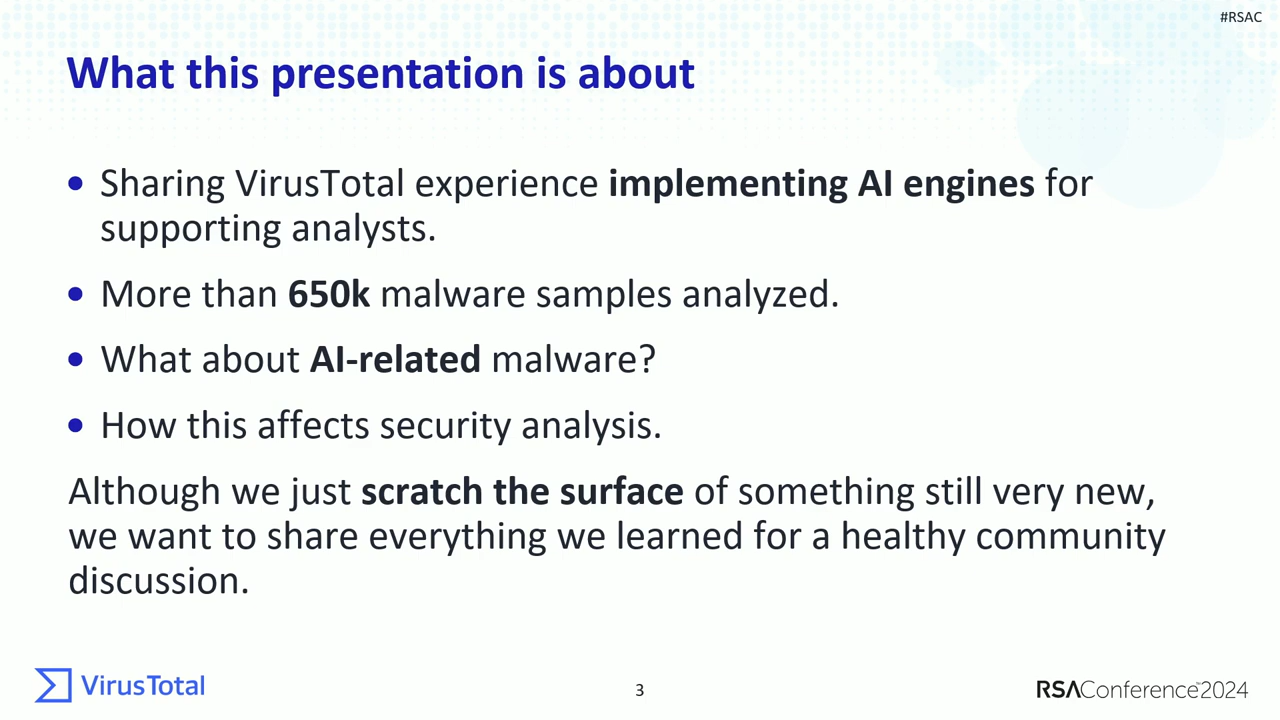 #RSAC
What this presentation is about
• Sharing VirusTotal experience implementing AI engines for
supporting analysts.
• More than 650k malware samples analyzed.
• What about AI-related malware?
• How this affects security analysis.
Although we just scratch the surface of something still very new,
we want to share everything we learned for a healthy community
discussion.
VirusTotal
3
RSAConference™2024